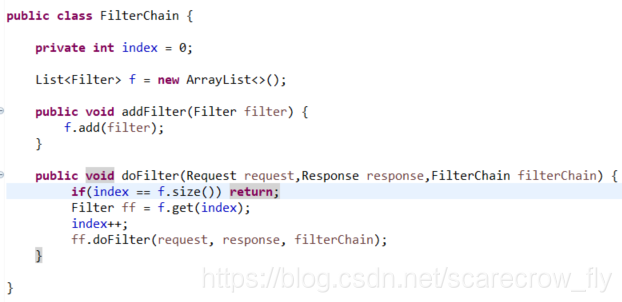 public class FilterChain {
private int index = 0;
List<Filter> f = new ArrayList<>();
public void addFilter(Filter filter) {
f.add(filter);
}
public void doFilter(Request request,Response response,FilterChain filterChain) {
if(index == f.size()) return;
Filter ff = f.get(index);
index++;
ff.doFilter(request, response, filterChain);
}
}
https://blog.csdn.net/scarecrow_fly